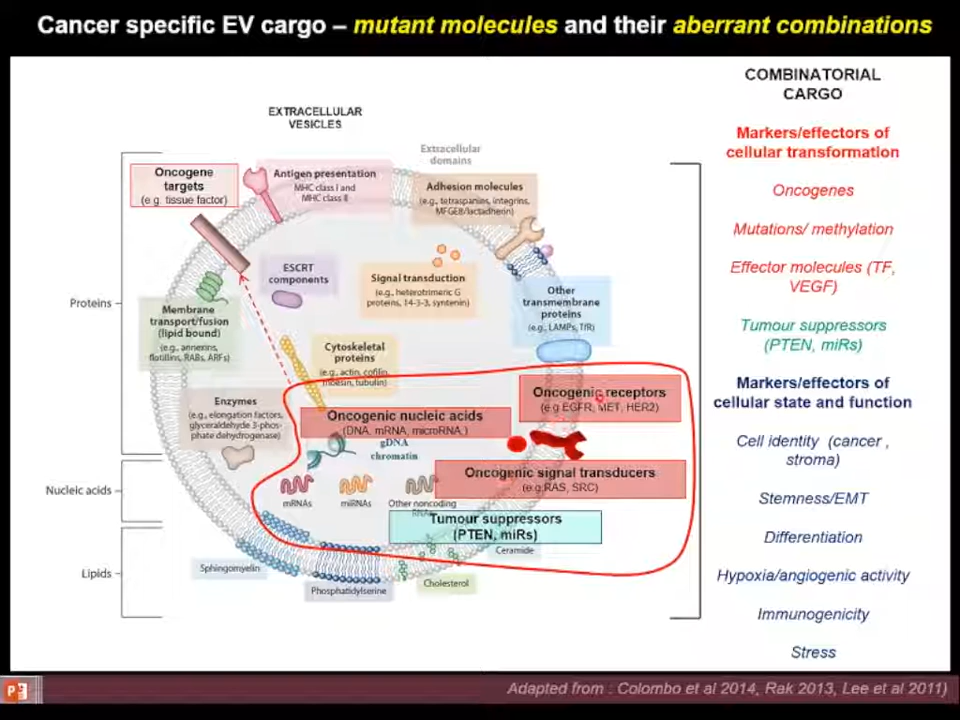 Cancer specific EV cargo – mutant molecules and their aberrant combinations
EXTRACELLULAR
VESICLES
Extracellular
domains
Oncogene
targets
(e.g. tissue factor)
Antigen presentation
MHC class I and
MHC class II
Adhesion molecules
(e.g., tetraspanins, integrins,
MFGE8/lactadherin)
ESCRT
components
Signal transduction
(e.g., heterotrimeric G
proteins, 14-3-3, syntenin)
Other
transmembrane
proteins
(e.g., LAMPs, TfR)
Proteins
Membrane
transport/fusion
(lipid bound)
(e.g., annexins,
flotillins, RABs, ARFs)
Cytoskeletal
proteins
(e.g., actin, cofilin,
moesin, tubulin)
Enzymes
(e.g., elongation factors,
glyceraldehyde 3-phos-
phate dehydrogenase)
Oncogenic receptors
(e.g EGFR, MET, HER2)
Oncogenic nucleic acids
(DNA, mRNA, microRNA,)
gDNA
chromatin
Oncogenic signal transducers
(e.g.RAS, SRC)
Nucleic acids
mRNAs
miRNAs
Other noncoding
RNAs
Tumour suppressors
(PTEN, miRs)
Ceramide
Lipids
Sphingomyelin
Phosphatidylserine
Cholesterol
COMBINATORIAL
CARGO
Markers/effectors of
cellular transformation
Oncogenes
Mutations/ methylation
Effector molecules (TF,
VEGF)
Tumour suppressors
(PTEN, miRs)
Markers/effectors of
cellular state and function
Cell identity (cancer ,
stroma)
Stemness/EMT
Differentiation
Hypoxia/angiogenic activity
Immunogenicity
Stress
Adapted from : Colombo et al 2014, Rak 2013, Lee et al 2011)